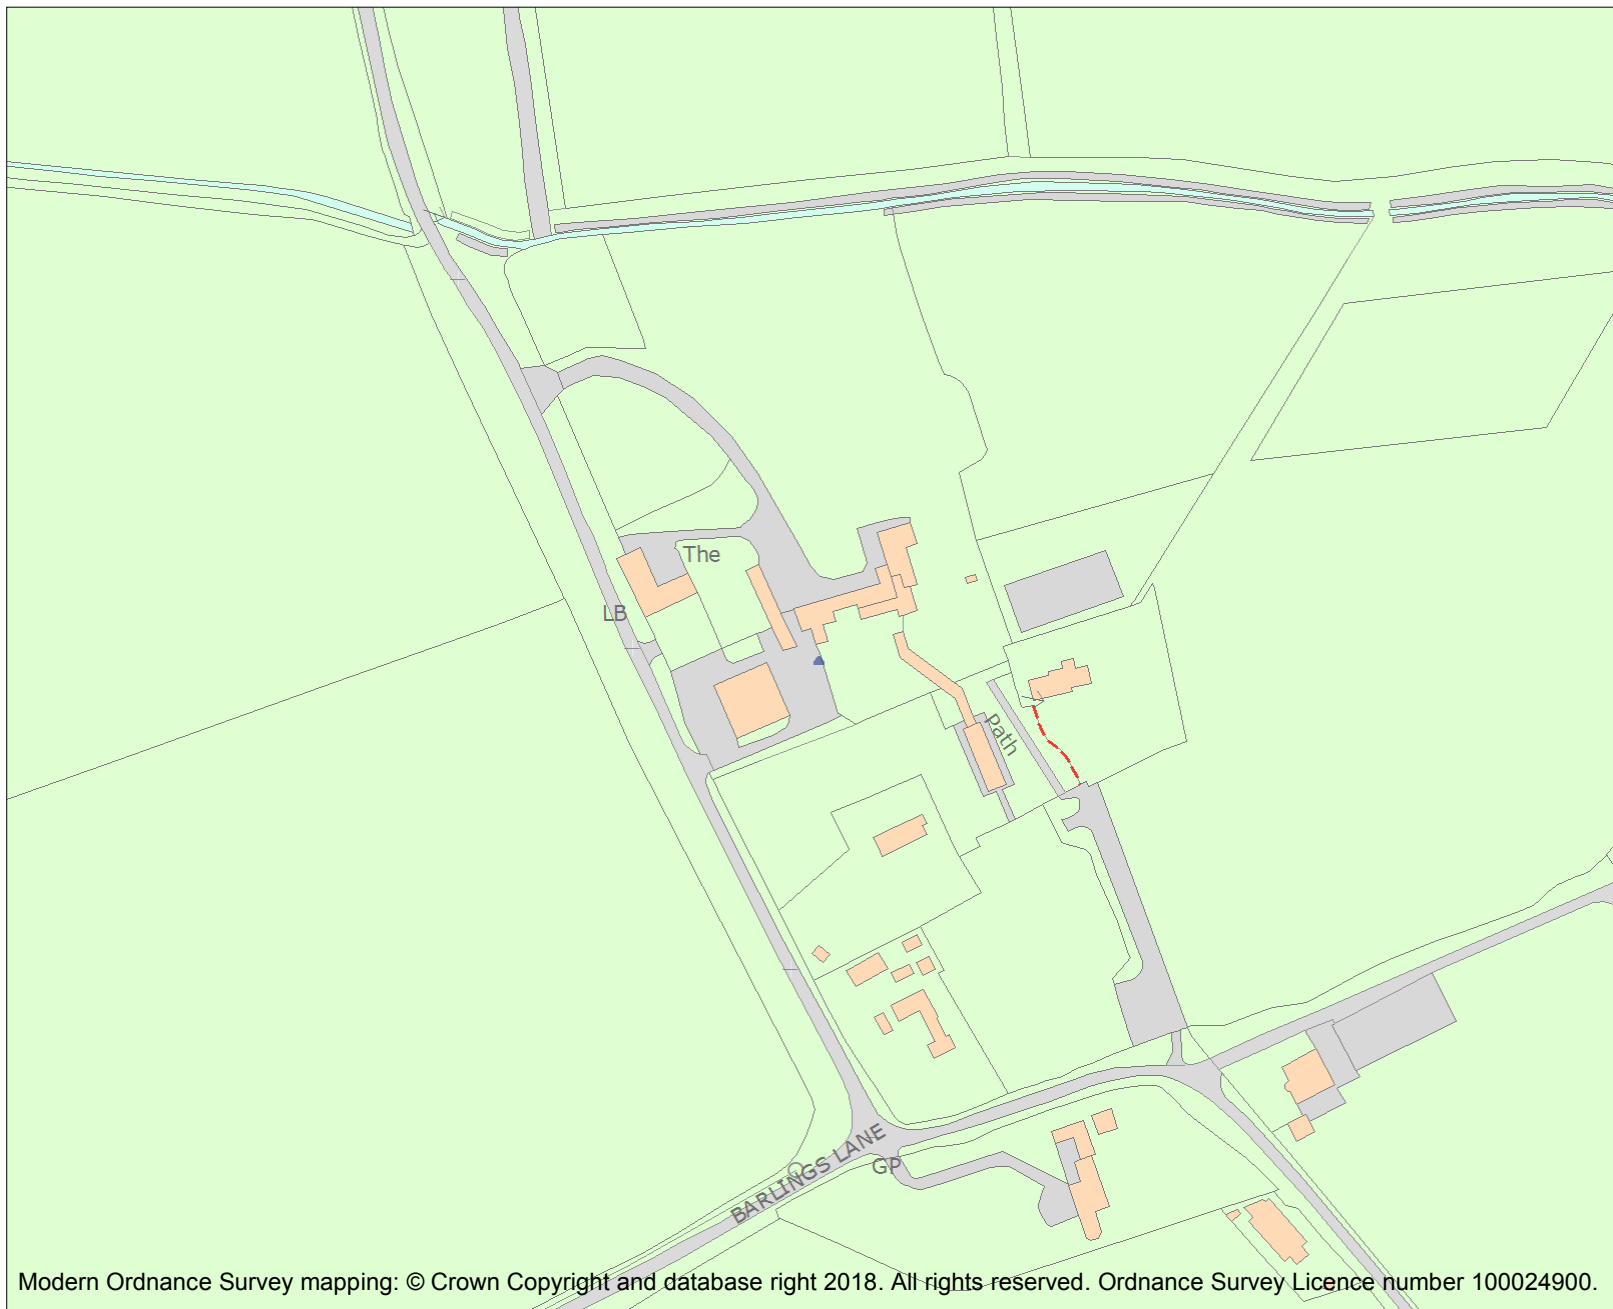 The
LB
Path
BARLINGS LANE
GP
Modern Ordnance Survey mapping: © Crown Copyright and database right 2018. All rights reserved. Ordnance Survey Licence number 100024900.